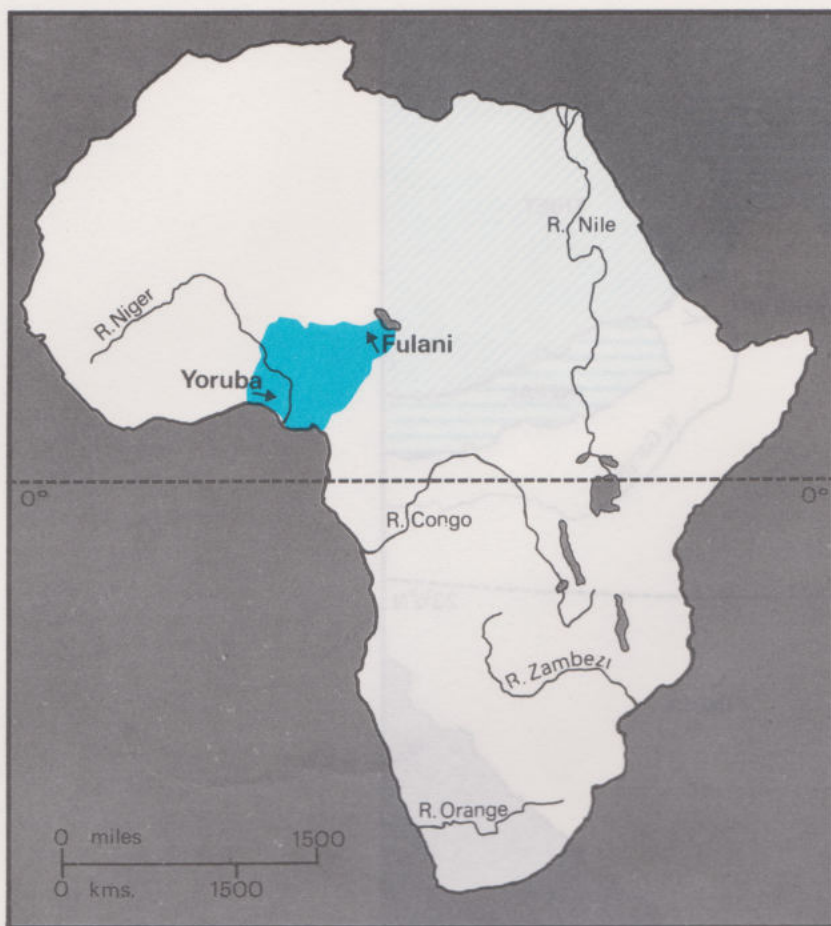 R. Nile
R. Niger
Fulani
Yoruba
0°
0°
R. Congo
R. Zambezi
R. Orange
0 miles 1500
0 kms. 1500